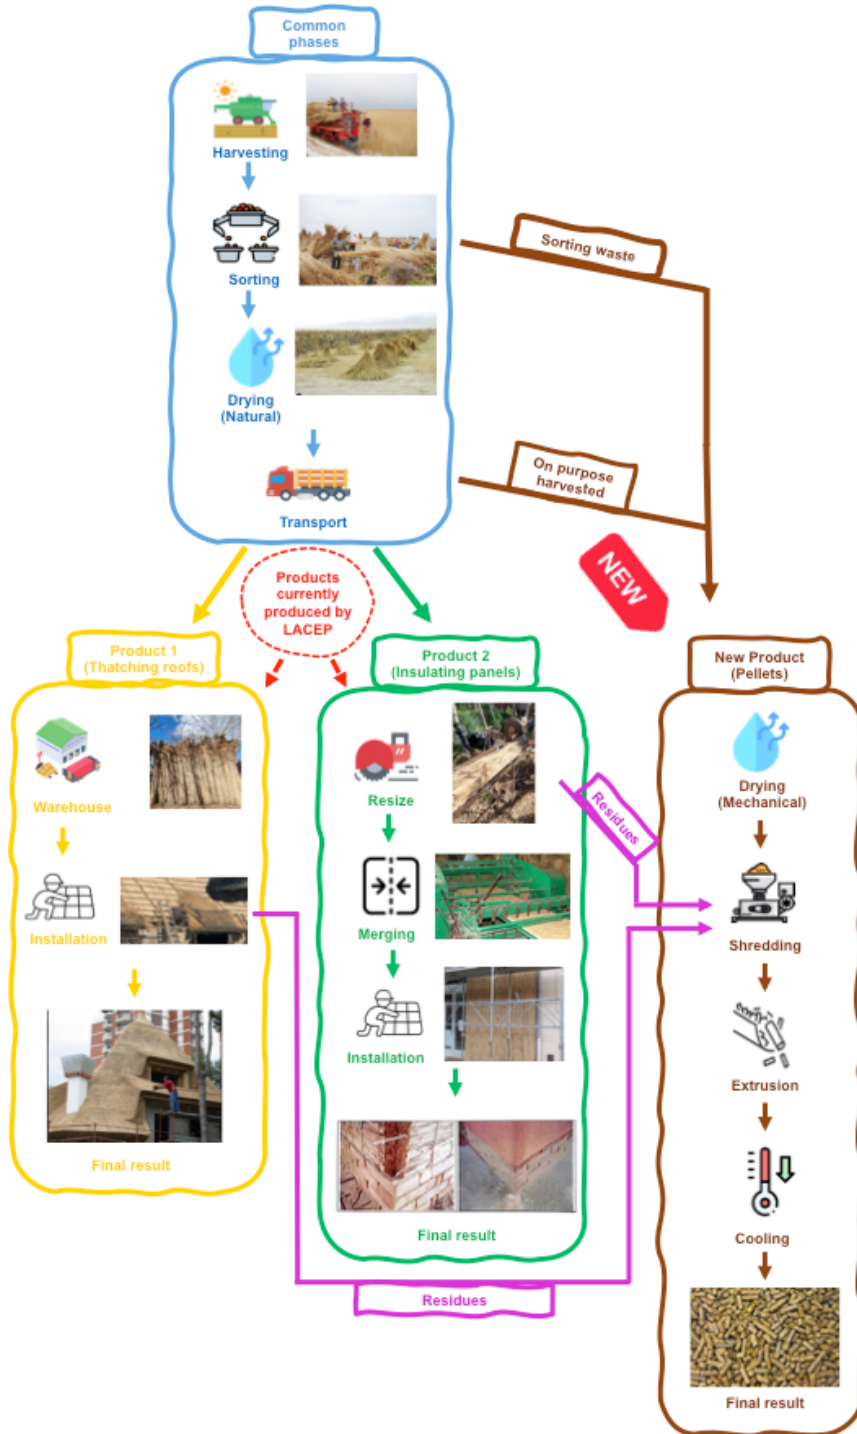 Common
phases
Harvesting
Sorting
Drying
(Natural)
Transport
Sorting waste
On purpose
harvested
NEW
Products
currently
produced by
LACEP
Product 1
(Thatching roofs)
Warehouse
Installation
Final result
Product 2
(Insulating panels)
Resize
Merging
Installation
Final result
Residues
Residues
New Product
(Pellets)
Drying
(Mechanical)
Shredding
Extrusion
Cooling
Final result